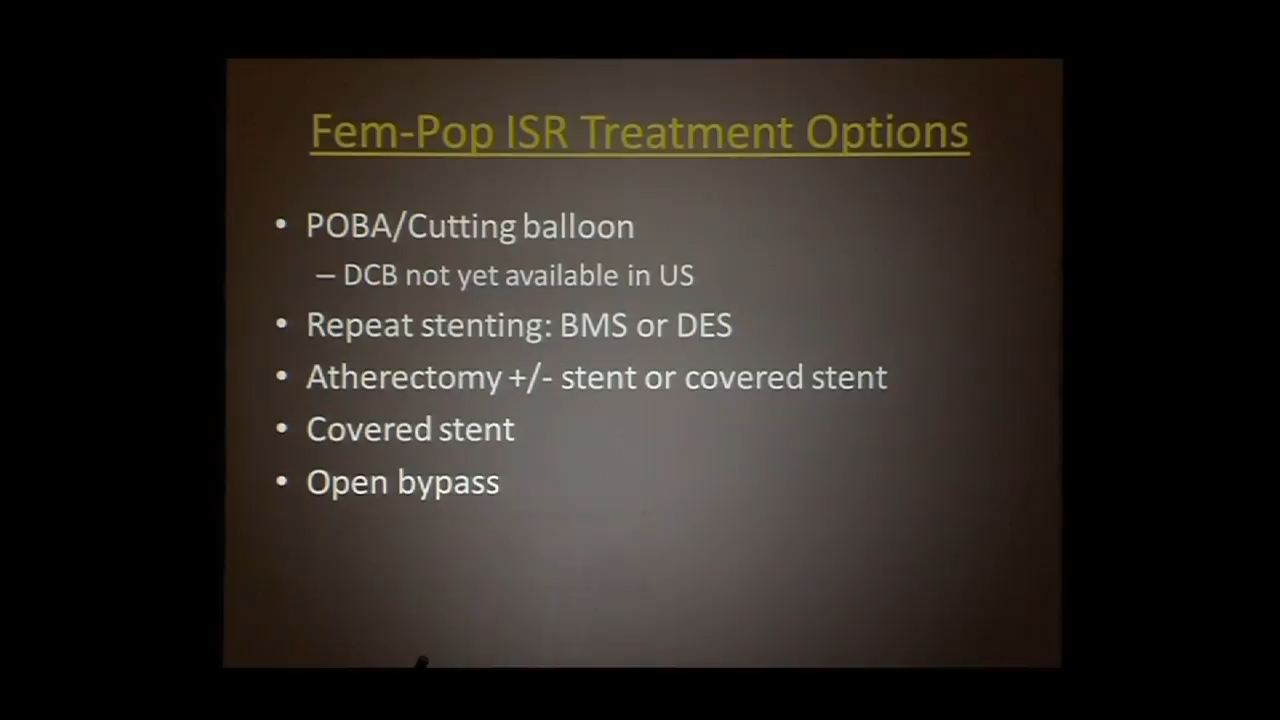 Fem-Pop ISR Treatment Options
• POBA/Cutting balloon
– DCB not yet available in US
• Repeat stenting: BMS or DES
• Atherectomy +/- stent or covered stent
• Covered stent
• Open bypass